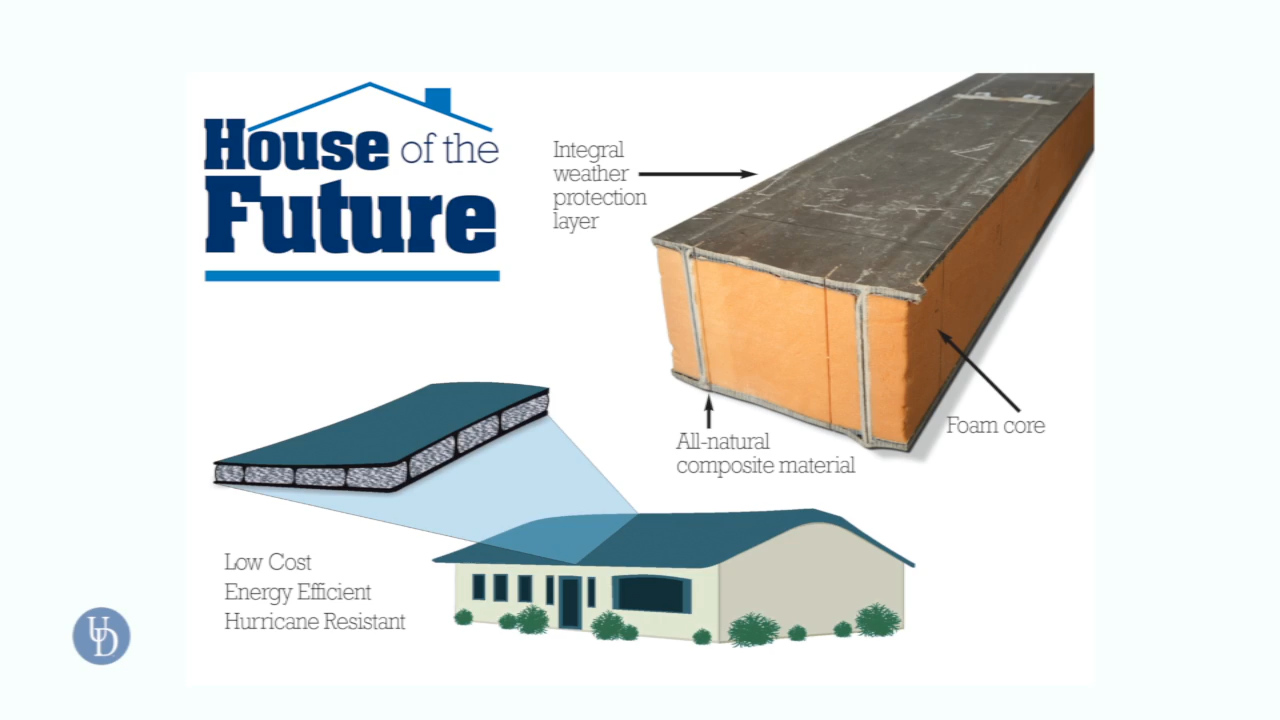 House of the
Future
Integral
weather
protection
layer
Foam core
All-natural
composite material
Low Cost
Energy Efficient
Hurricane Resistant
UD